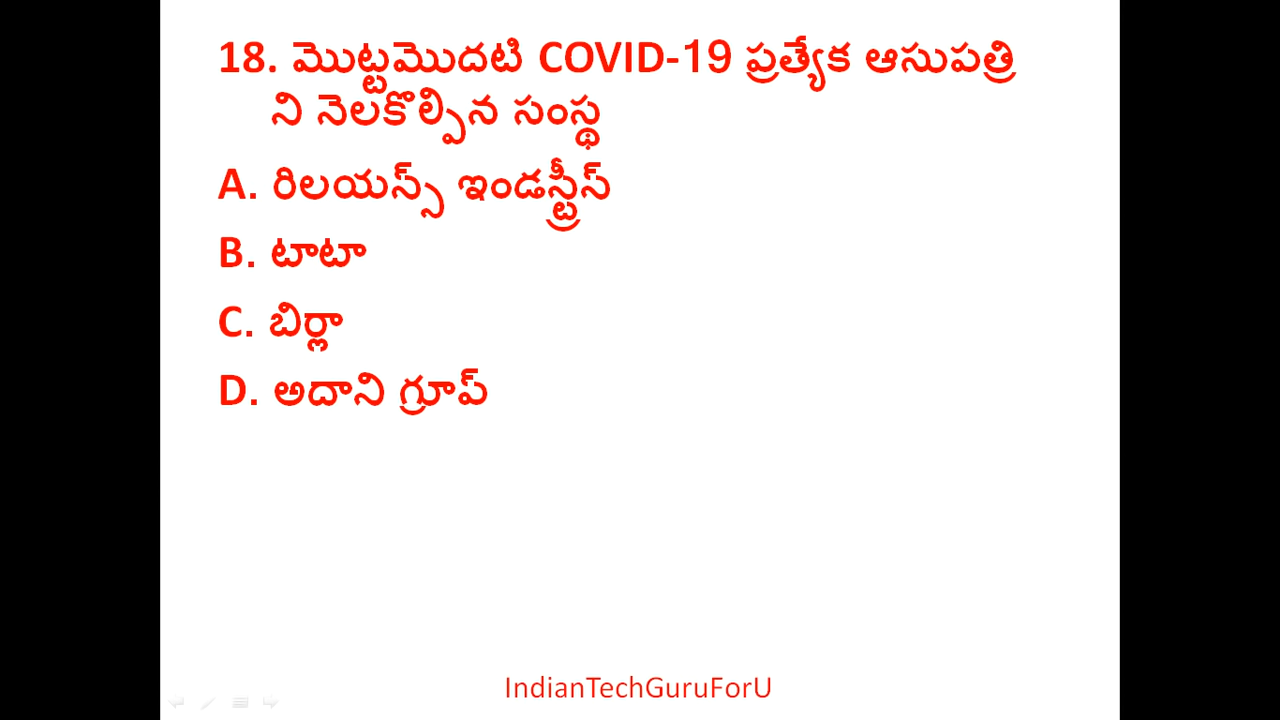 18. మొట్టమొదటి COVID-19 ప్రత్యేక ఆసుపత్రి
ని నెలకొల్పిన సంస్థ
A. రిలయన్స్ ఇండస్ట్రీస్
B. టాటా
C. బిర్లా
D. అదాని గ్రూప్
IndianTechGuruForU